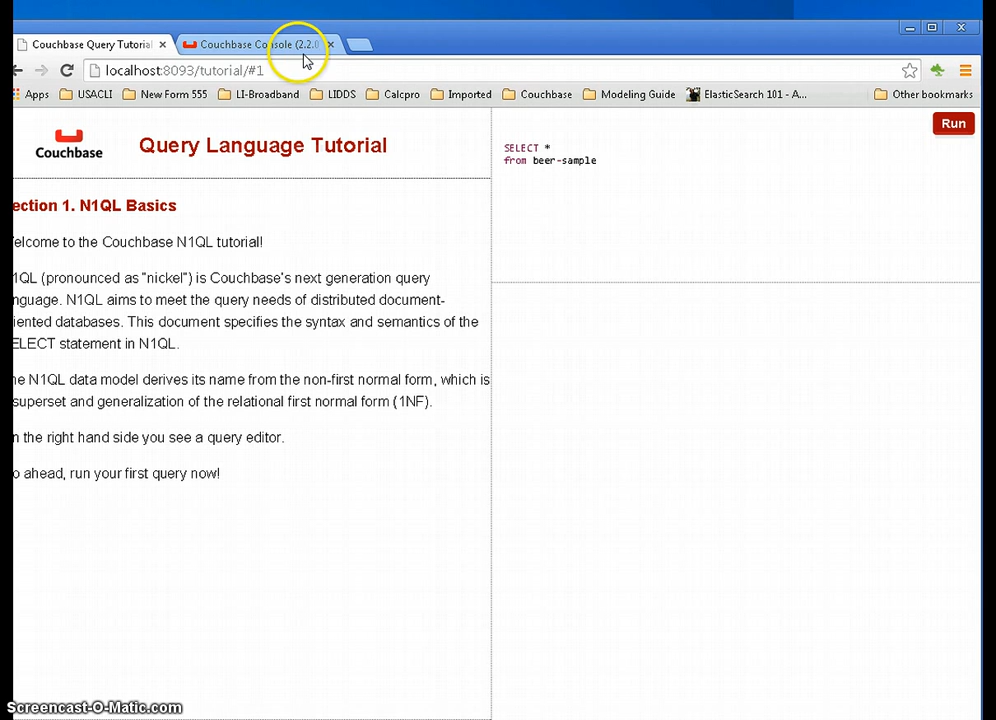 Couchbase Query Tutorial
Couchbase Console (2.2.0
localhost:8093/tutorial/#1
Apps
USACLI
New Form 555
LI-Broadband
LIDDS
Calcpro
Imported
Couchbase
Modeling Guide
ElasticSearch 101 - A...
Other bookmarks
Couchbase
Query Language Tutorial
Run
SELECT *
from beer-sample
ection 1. N1QL Basics
elcome to the Couchbase N1QL tutorial!
1QL (pronounced as "nickel") is Couchbase's next generation query
nguage. N1QL aims to meet the query needs of distributed document-
iented databases. This document specifies the syntax and semantics of the
ELECT statement in N1QL.
he N1QL data model derives its name from the non-first normal form, which is
superset and generalization of the relational first normal form (1NF).
n the right hand side you see a query editor.
o ahead, run your first query now!
Screencast-O-Matic.com